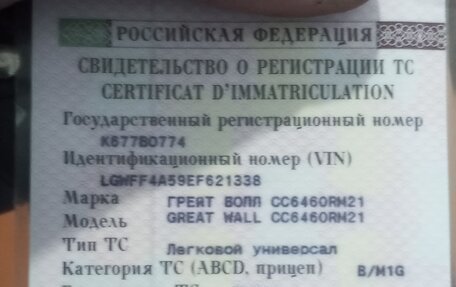 РОССИЙСКАЯ ФЕДЕРАЦИЯ
СВИДЕТЕЛЬСТВО О РЕГИСТРАЦИИ ТС
CERTIFICAT D'IMMATRICULATION
Государственный регистрационный номер
К677ВО774
Идентификационный номер (VIN)
LGWFF4A59EF621338
Марка ГРЕЯТ ВОЛЛ CC6460RM21
Модель GREAT WALL CC6460RM21
Тип ТС Легковой универсал
Категория ТС (ABCD, прицеп) B/M1G